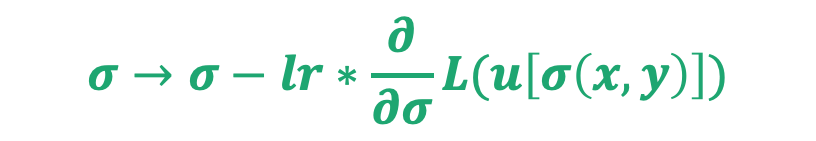 σ → σ − lr * ∂/∂σ L(u[σ(x, y)])